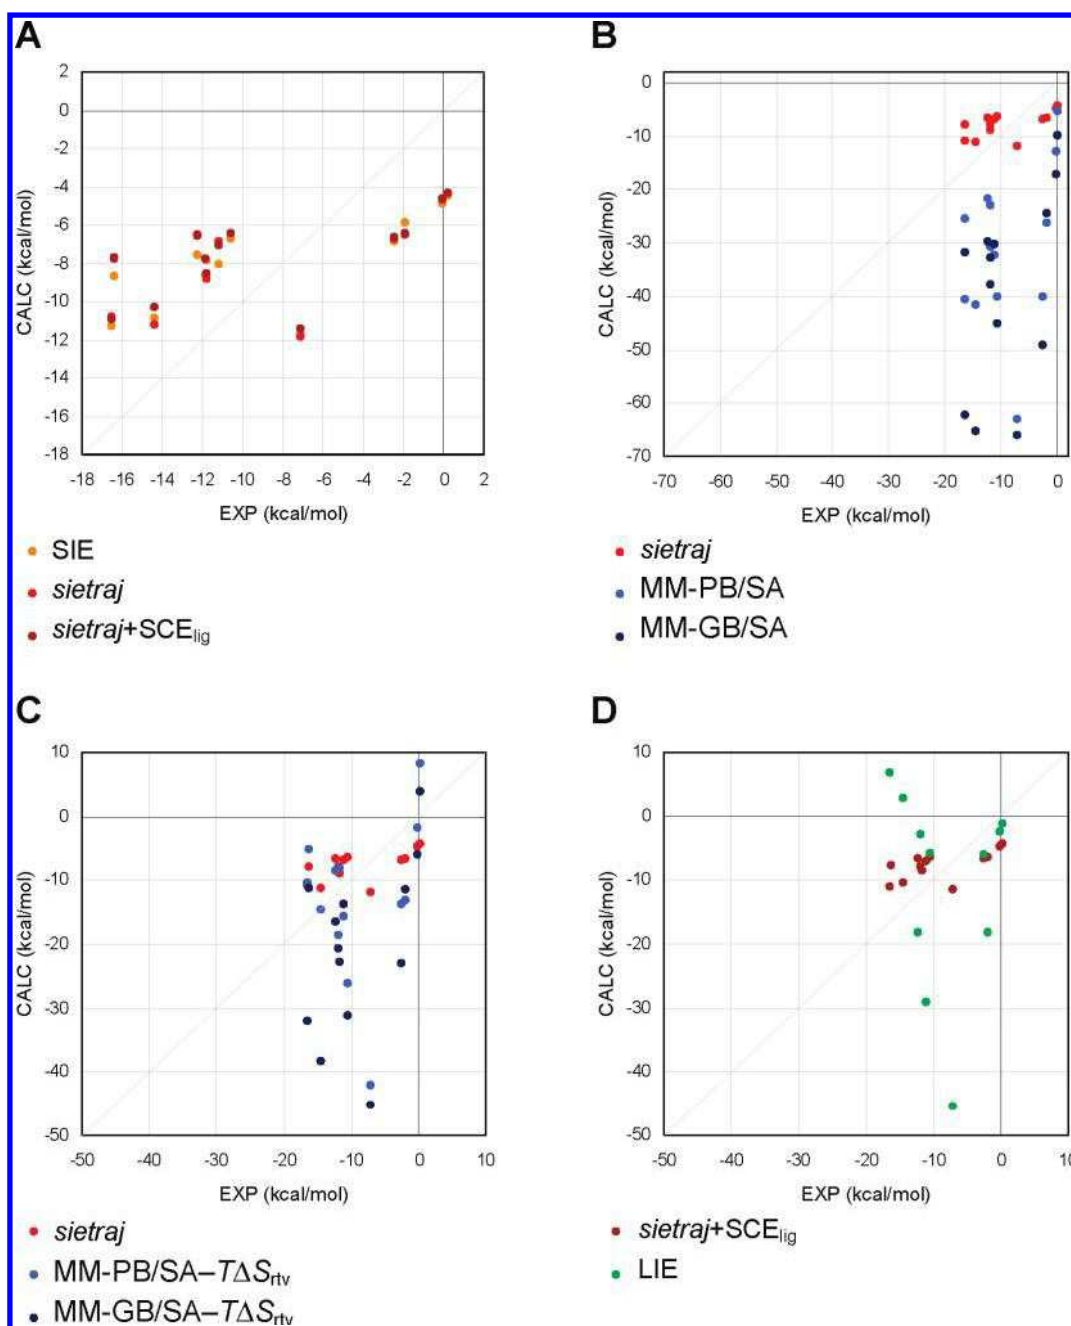 A
B
2
0
-2
-4
-6
-8
-10
-12
-14
-16
-18
CALC (kcal/mol)
-18 -16 -14 -12 -10 -8 -6 -4 -2 0 2
EXP (kcal/mol)
SIE
sietraj
sietraj+SCElig
0
-10
-20
-30
-40
-50
-60
-70
CALC (kcal/mol)
-70 -60 -50 -40 -30 -20 -10 0
EXP (kcal/mol)
sietraj
MM-PB/SA
MM-GB/SA
C
D
10
0
-10
-20
-30
-40
-50
CALC (kcal/mol)
-50 -40 -30 -20 -10 0 10
EXP (kcal/mol)
sietraj
MM-PB/SA–TΔSrtv
MM-GB/SA–TΔSrtv
10
0
-10
-20
-30
-40
-50
CALC (kcal/mol)
-50 -40 -30 -20 -10 0 10
EXP (kcal/mol)
sietraj+SCElig
LIE